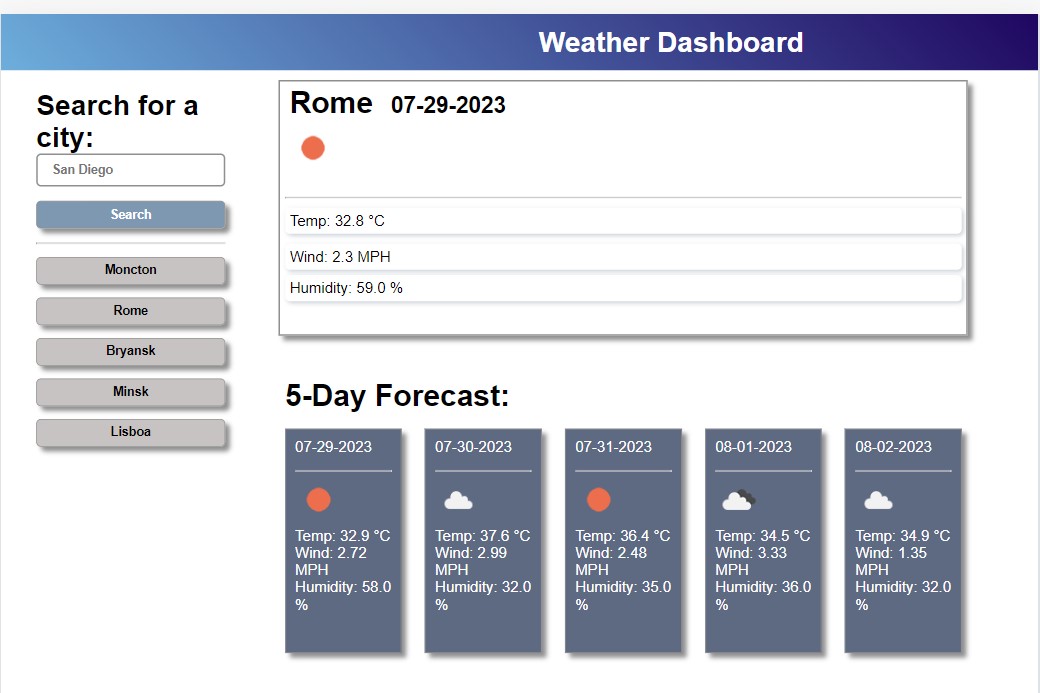 Weather Dashboard
Search for a
city:
San Diego
Search
Moncton
Rome
Bryansk
Minsk
Lisboa
Rome 07-29-2023
Temp: 32.8 °C
Wind: 2.3 MPH
Humidity: 59.0 %
5-Day Forecast:
07-29-2023
Temp: 32.9 °C
Wind: 2.72
MPH
Humidity: 58.0
%
07-30-2023
Temp: 37.6 °C
Wind: 2.99
MPH
Humidity: 32.0
%
07-31-2023
Temp: 36.4 °C
Wind: 2.48
MPH
Humidity: 35.0
%
08-01-2023
Temp: 34.5 °C
Wind: 3.33
MPH
Humidity: 36.0
%
08-02-2023
Temp: 34.9 °C
Wind: 1.35
MPH
Humidity: 32.0
%